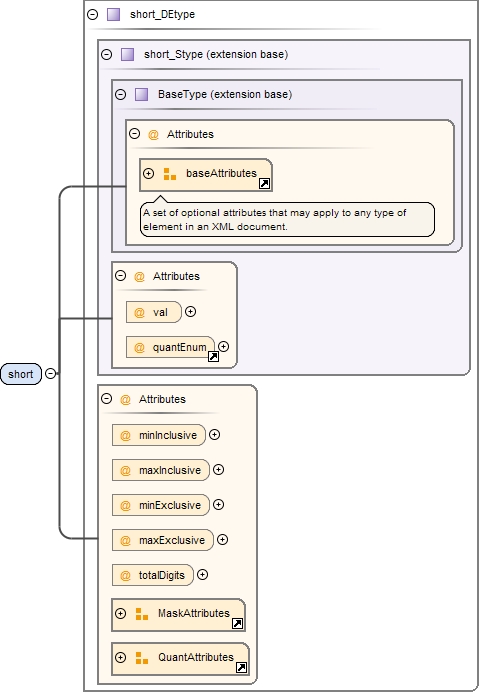 short_DEtype
short_Stype (extension base)
BaseType (extension base)
@ Attributes
baseAttributes
A set of optional attributes that may apply to any type of
element in an XML document.
@ Attributes
@ val
@ quantEnum
short
@ Attributes
@ minInclusive
@ maxInclusive
@ minExclusive
@ maxExclusive
@ totalDigits
MaskAttributes
QuantAttributes